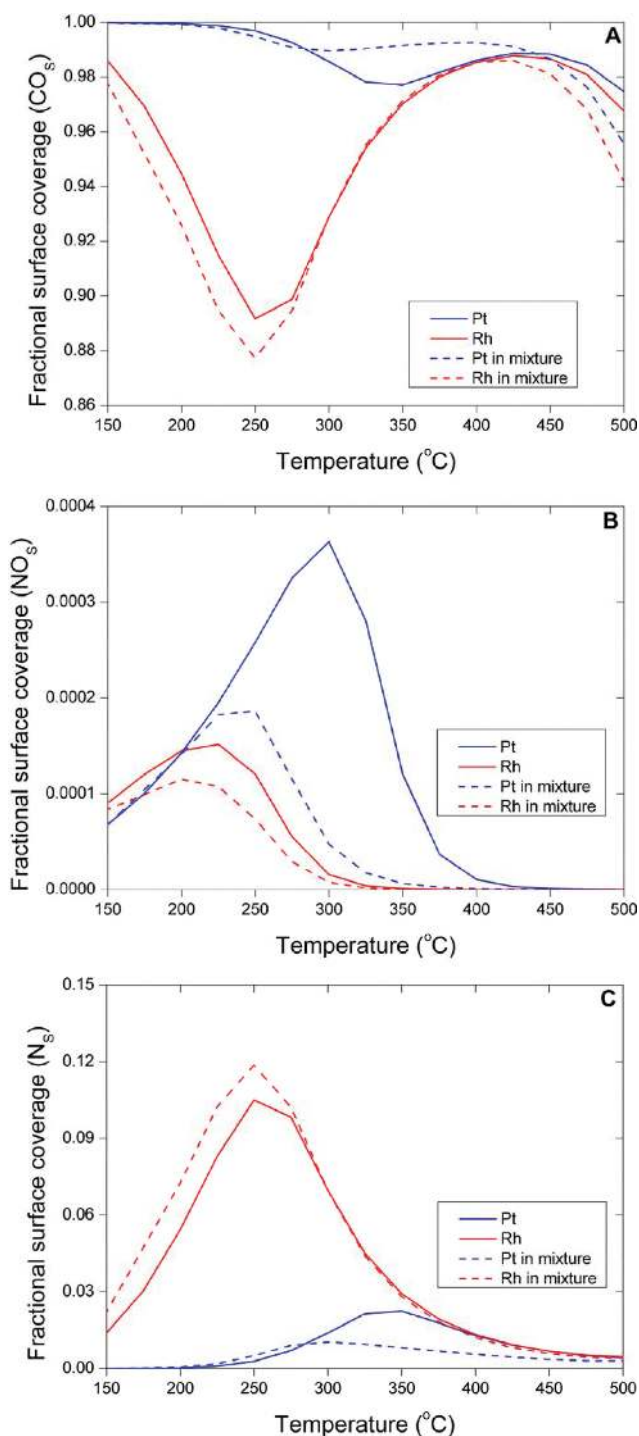 A
Fractional surface coverage (COs)
1.00
0.98
0.96
0.94
0.92
0.90
0.88
0.86
Pt
Rh
Pt in mixture
Rh in mixture
150 200 250 300 350 400 450 500
Temperature (°C)
B
Fractional surface coverage (NOs)
0.0004
0.0003
0.0002
0.0001
0.0000
Pt
Rh
Pt in mixture
Rh in mixture
150 200 250 300 350 400 450 500
Temperature (°C)
C
Fractional surface coverage (Ns)
0.15
0.12
0.09
0.06
0.03
0.00
Pt
Rh
Pt in mixture
Rh in mixture
150 200 250 300 350 400 450 500
Temperature (°C)